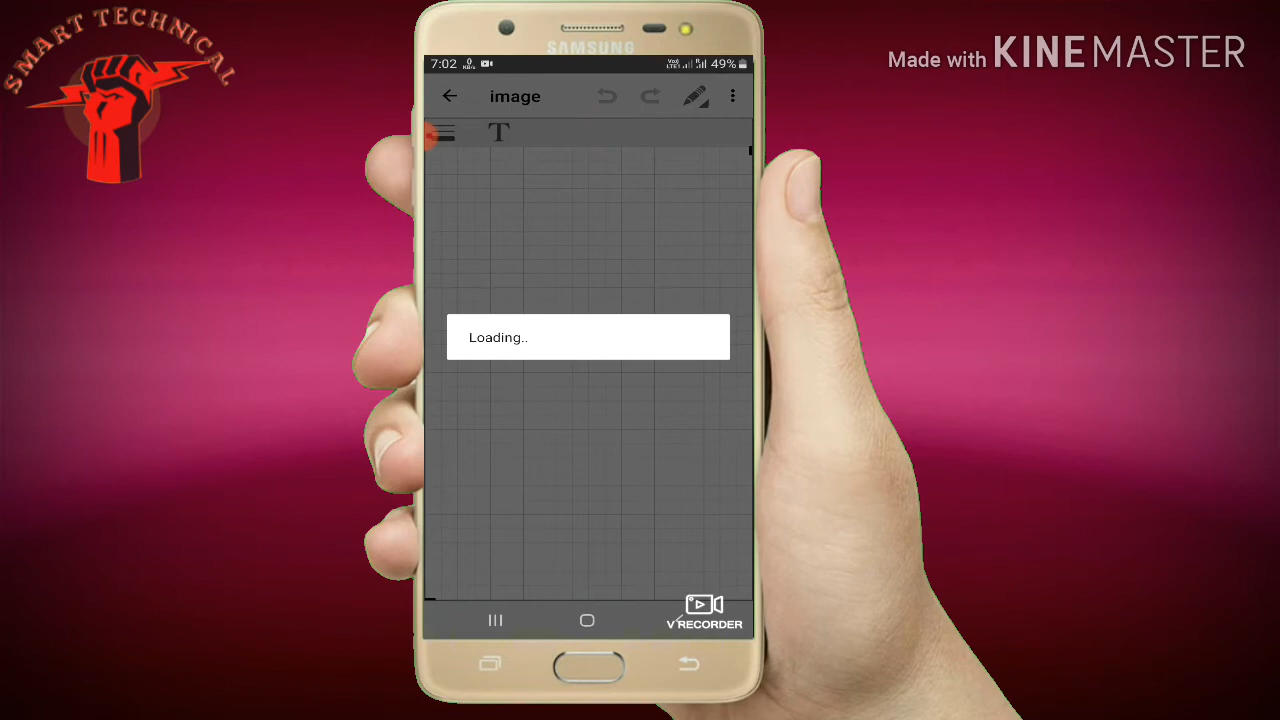 SMART TECHNICAL
Made with KINEMASTER
SAMSUNG
7:02 49%
image
T
Loading..
V RECORDER